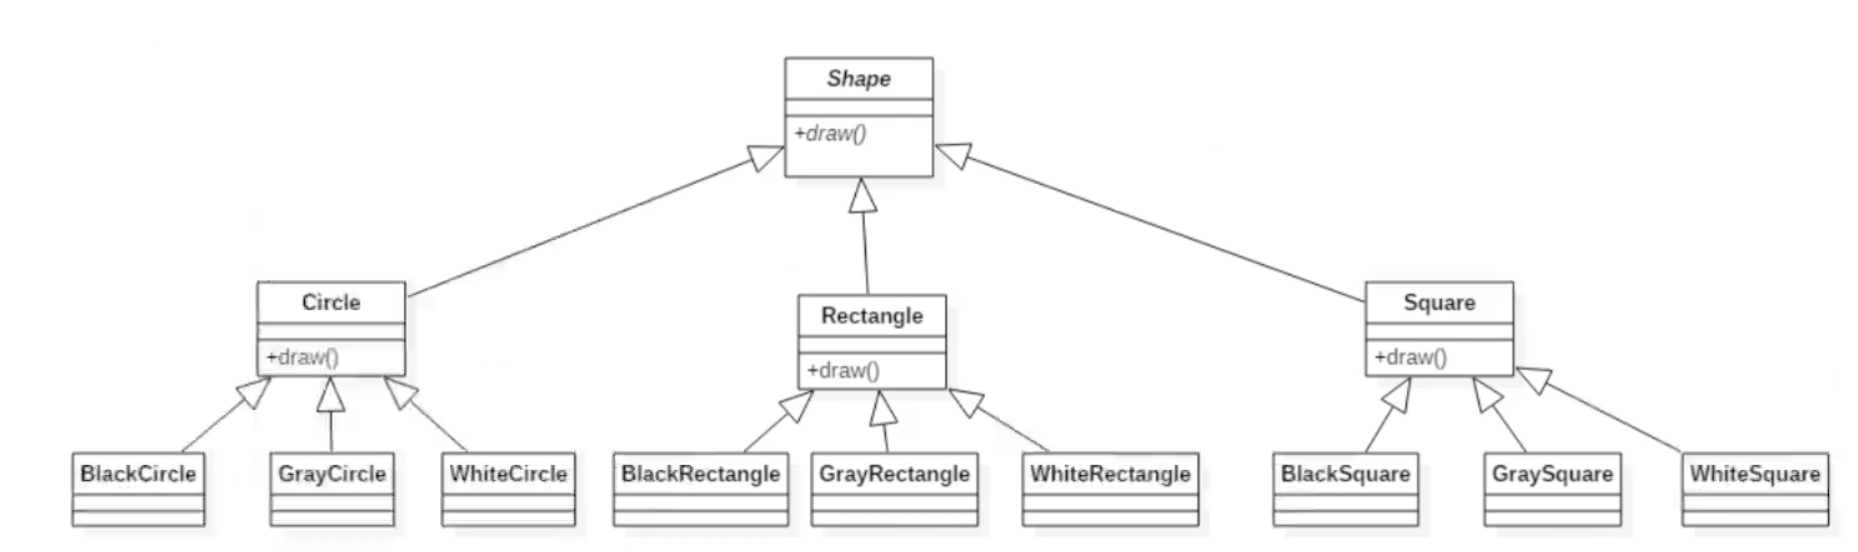 Shape
+draw()
Circle
+draw()
Rectangle
+draw()
Square
+draw()
BlackCircle
GrayCircle
WhiteCircle
BlackRectangle
GrayRectangle
WhiteRectangle
BlackSquare
GraySquare
WhiteSquare